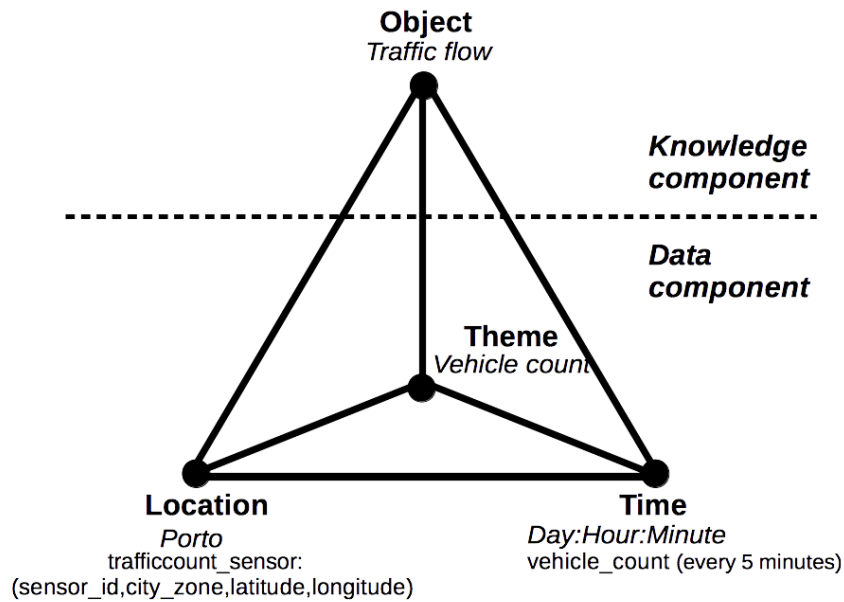 Object
Traffic flow
Knowledge
component
Data
component
Theme
Vehicle count
Location
Porto
trafficcount_sensor:
(sensor_id,city_zone,latitude,longitude)
Time
Day:Hour:Minute
vehicle_count (every 5 minutes)